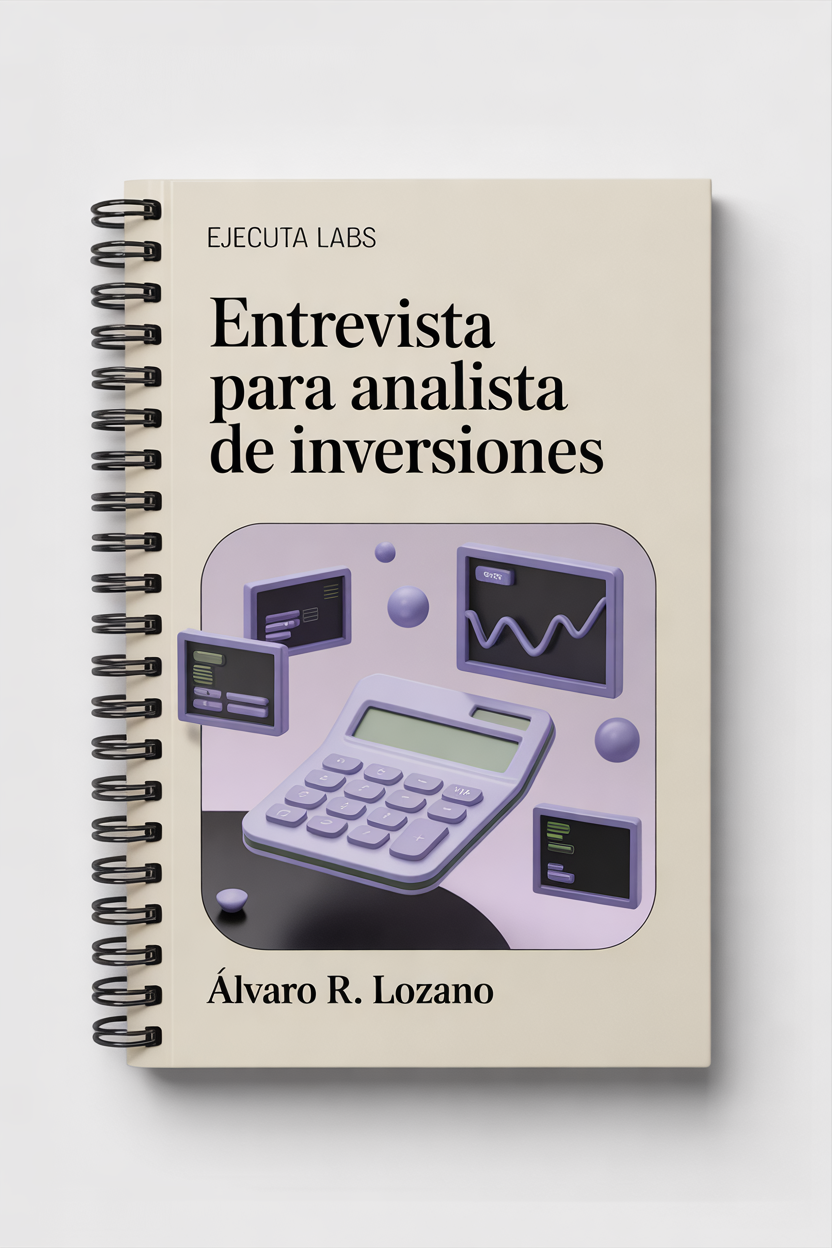 EJECUTA LABS
Entrevista
para analista
de inversiones
Álvaro R. Lozano